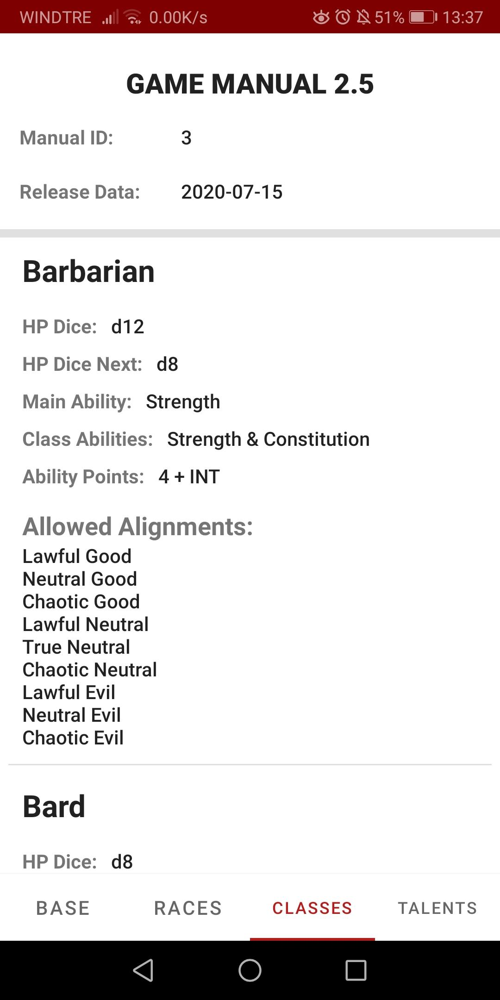 WINDTRE 0.00K/s 51% 13:37
GAME MANUAL 2.5
Manual ID: 3
Release Data: 2020-07-15
Barbarian
HP Dice: d12
HP Dice Next: d8
Main Ability: Strength
Class Abilities: Strength & Constitution
Ability Points: 4 + INT
Allowed Alignments:
Lawful Good
Neutral Good
Chaotic Good
Lawful Neutral
True Neutral
Chaotic Neutral
Lawful Evil
Neutral Evil
Chaotic Evil
Bard
HP Dice: d8
BASE RACES CLASSES TALENTS